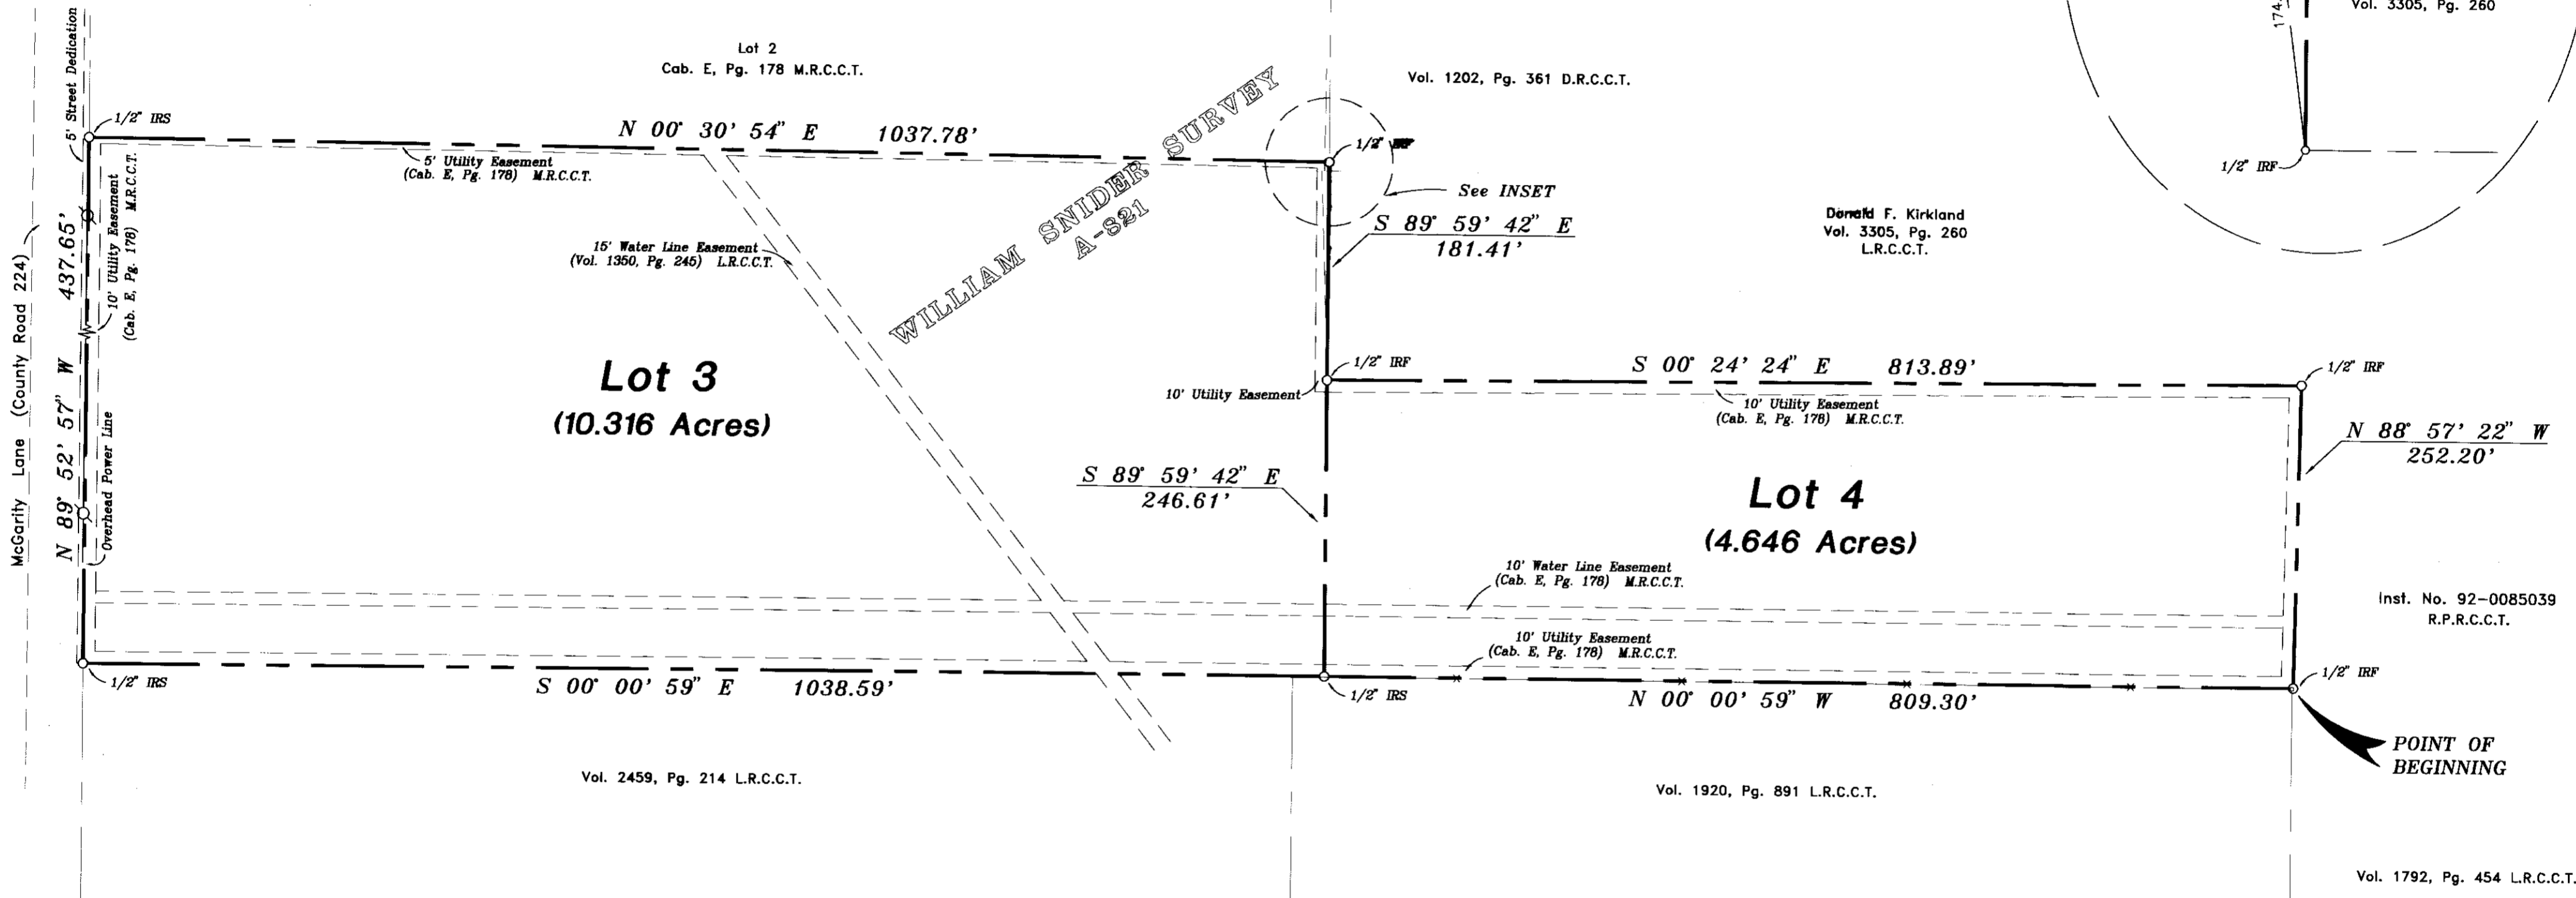 Vol. 3305, Pg. 260
174.
5' Street Dedication
Lot 2
Cab. E, Pg. 178 M.R.C.C.T.
Vol. 1202, Pg. 361 D.R.C.C.T.
1/2" IRS
N 00° 30' 54" E 1037.78'
5' Utility Easement
(Cab. E, Pg. 178) M.R.C.C.T.
WILLIAM SNIDER SURVEY
A-821
1/2"
See INSET
1/2" IRF
S 89° 59' 42" E
181.41'
Donald F. Kirkland
Vol. 3305, Pg. 260
L.R.C.C.T.
15' Water Line Easement
(Vol. 1350, Pg. 245) L.R.C.C.T.
McGarity Lane (County Road 224)
N 89° 52' 57" W 437.65'
10' Utility Easement
(Cab. E, Pg. 178) M.R.C.C.T.
Overhead Power Line
Lot 3
(10.316 Acres)
10' Utility Easement
1/2" IRF
S 00° 24' 24" E 813.89'
1/2" IRF
10' Utility Easement
(Cab. E, Pg. 178) M.R.C.C.T.
N 88° 57' 22" W
252.20'
S 89° 59' 42" E
246.61'
Lot 4
(4.646 Acres)
10' Water Line Easement
(Cab. E, Pg. 178) M.R.C.C.T.
Inst. No. 92-0085039
R.P.R.C.C.T.
10' Utility Easement
(Cab. E, Pg. 178) M.R.C.C.T.
1/2" IRS
S 00° 00' 59" E 1038.59'
1/2" IRS
N 00° 00' 59" W 809.30'
1/2" IRF
POINT OF
BEGINNING
Vol. 2459, Pg. 214 L.R.C.C.T.
Vol. 1920, Pg. 891 L.R.C.C.T.
Vol. 1792, Pg. 454 L.R.C.C.T.